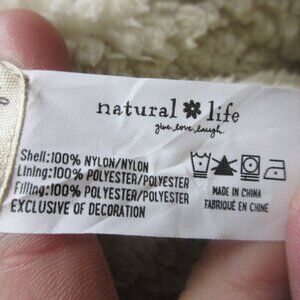 natural life
give. love. laugh.
Shell: 100% NYLON/NYLON
Lining: 100% POLYESTER/POLYESTER
Filling: 100% POLYESTER/POLYESTER
EXCLUSIVE OF DECORATION
MADE IN CHINA
FABRIQUÉ EN CHINE